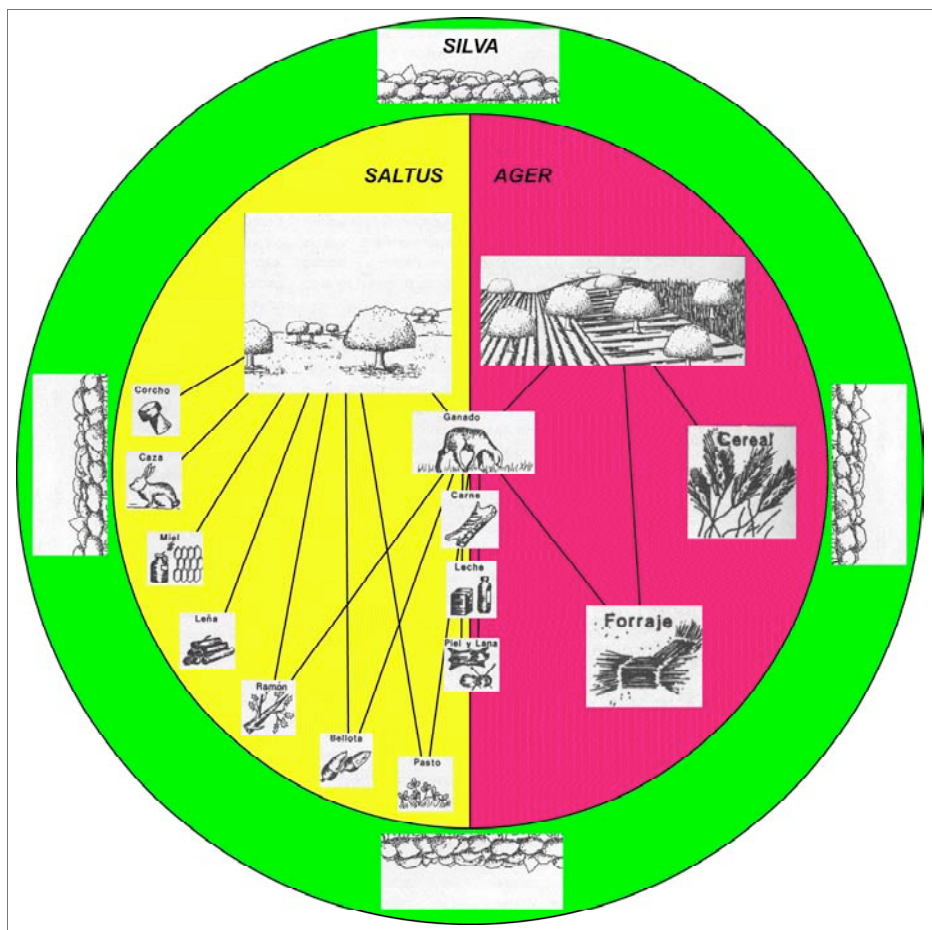 SILVA
SALTUS
AGER
Corcho
Ganado
Cereal
Caza
Carne
Miel
Leche
Leña
Forraje
Piel y Lana
Ramón
Bellota
Pasto